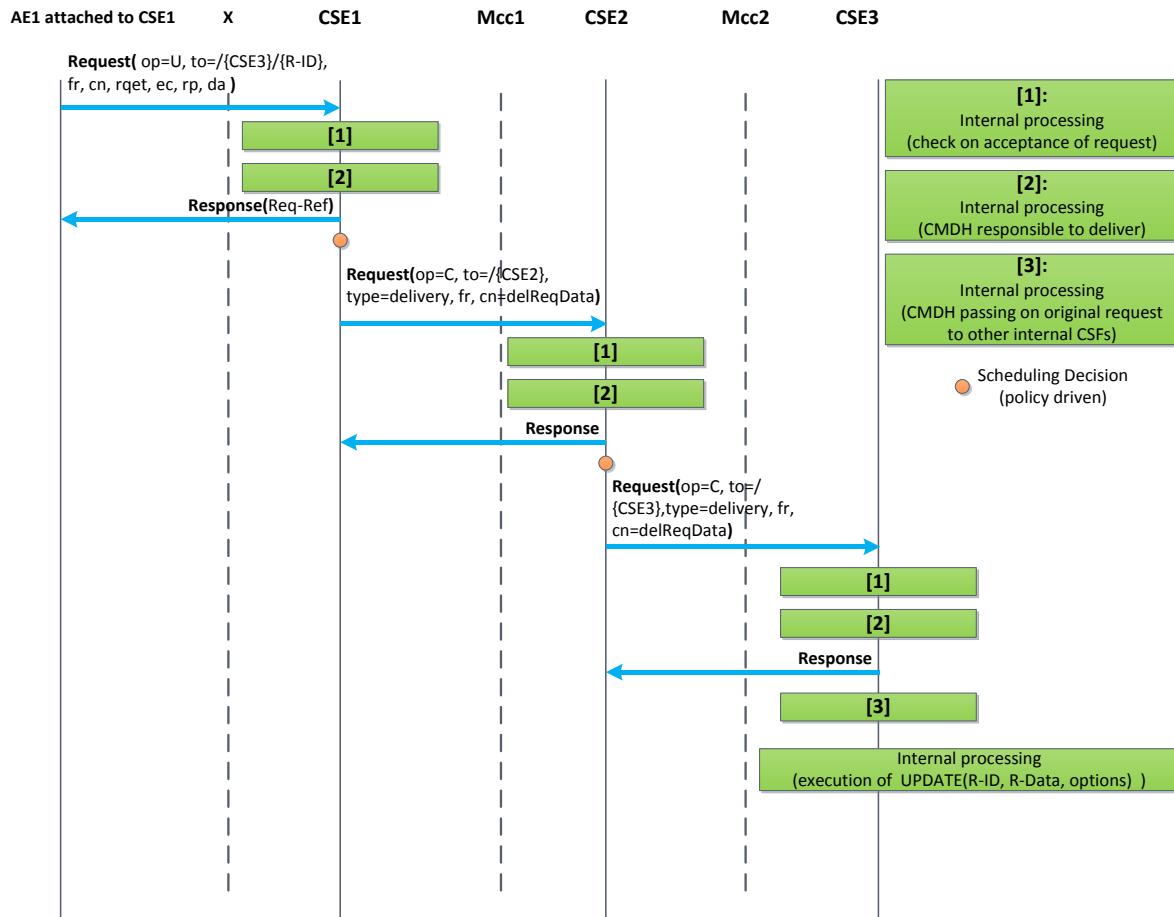 AE1 attached to CSE1 X CSE1 Mcc1 CSE2 Mcc2 CSE3
Request( op=U, to=/{CSE3}/{R-ID},
fr, cn, rqet, ec, rp, da )
[1]
[2]
Response(Req-Ref)
Request(op=C, to=/{CSE2},
type=delivery, fr, cn=delReqData)
[1]
[2]
Response
Request(op=C, to=/
{CSE3},type=delivery, fr,
cn=delReqData)
[1]
[2]
Response
[3]
Internal processing
(execution of UPDATE(R-ID, R-Data, options) )
[1]:
Internal processing
(check on acceptance of request)
[2]:
Internal processing
(CMDH responsible to deliver)
[3]:
Internal processing
(CMDH passing on original request
to other internal CSFs)
Scheduling Decision
(policy driven)